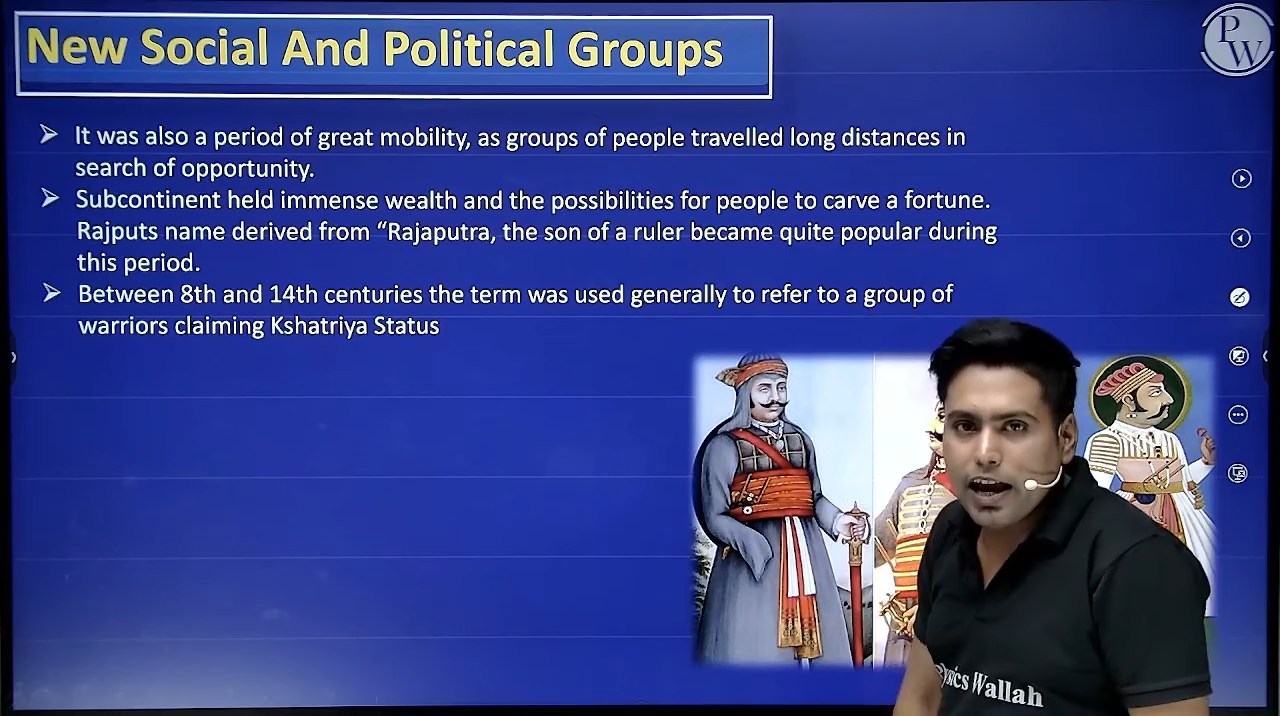 New Social And Political Groups
PW
It was also a period of great mobility, as groups of people travelled long distances in
search of opportunity.
Subcontinent held immense wealth and the possibilities for people to carve a fortune.
Rajputs name derived from “Rajaputra, the son of a ruler became quite popular during
this period.
Between 8th and 14th centuries the term was used generally to refer to a group of
warriors claiming Kshatriya Status
Wallah